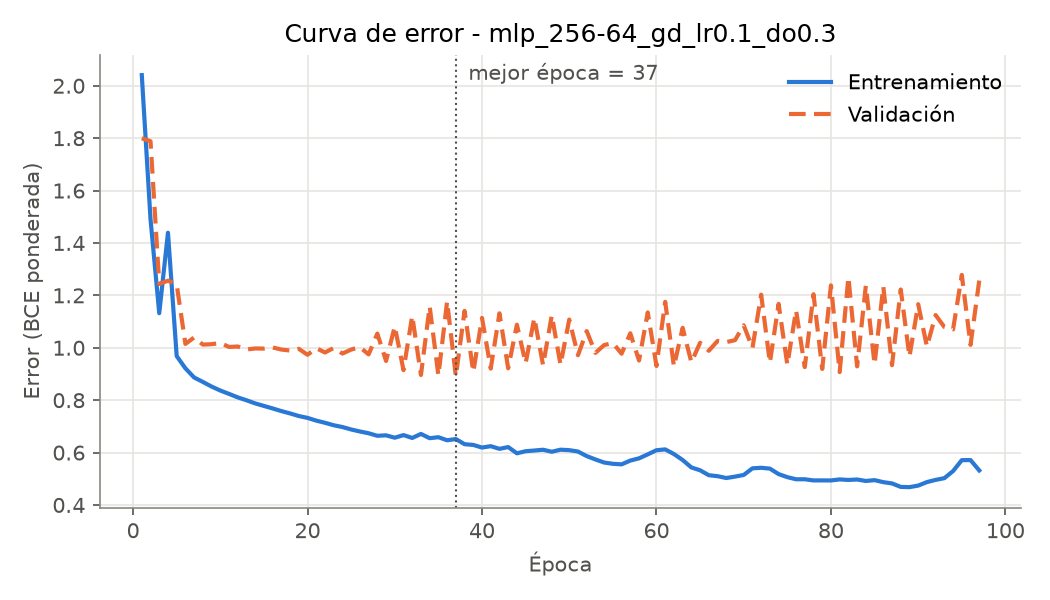 Curva de error - mlp_256-64_gd_lr0.1_do0.3
mejor época = 37
Entrenamiento
Validación
Error (BCE ponderada)
2.0
1.8
1.6
1.4
1.2
1.0
0.8
0.6
0.4
0
20
40
60
80
100
Época